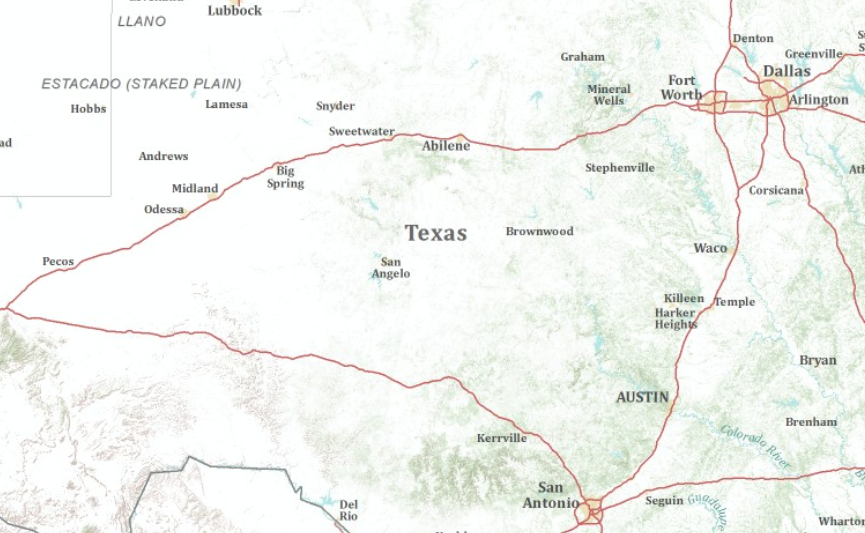 Lubbock
LLANO
ESTACADO (STAKED PLAIN)
Denton
Greenville
Graham
Dallas
Fort
Worth
Mineral
Wells
Arlington
Hobbs
Lamesa
Snyder
Sweetwater
Abilene
Andrews
Big
Spring
Stephenville
Midland
Corsicana
Odessa
Texas
Brownwood
Waco
Pecos
San
Angelo
Killeen
Temple
Harker
Heights
Bryan
AUSTIN
Brenham
Colorado River
Kerrville
San
Antonio
Seguin
Guadalupe
Del
Rio
Wharton